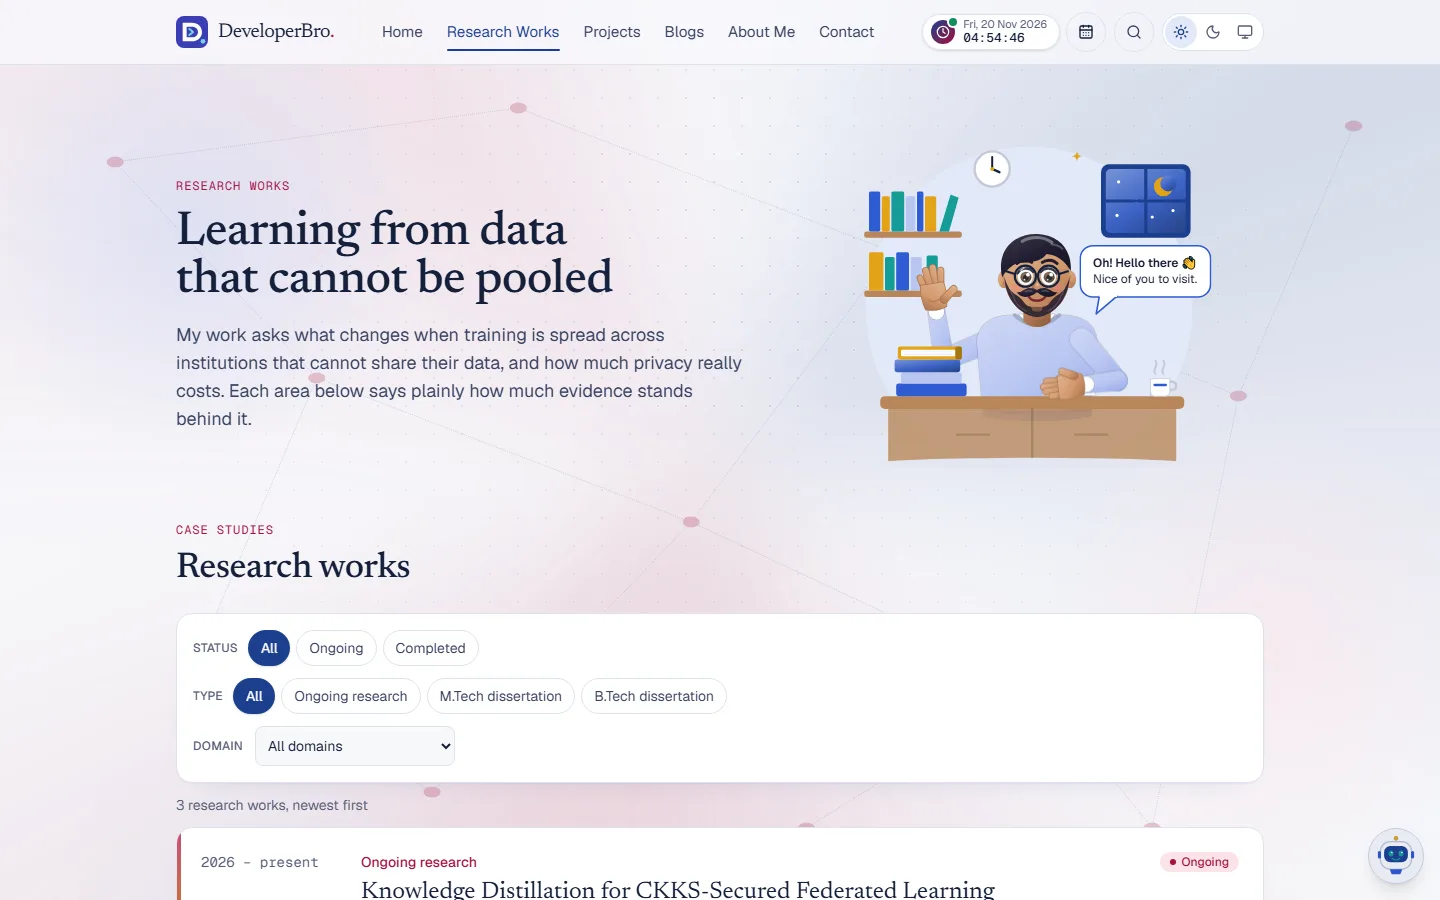 DeveloperBro.
Home
Research Works
Projects
Blogs
About Me
Contact
Fri, 20 Nov 2026
04:54:46
RESEARCH WORKS
Learning from data
that cannot be pooled
My work asks what changes when training is spread across
institutions that cannot share their data, and how much privacy really
costs. Each area below says plainly how much evidence stands
behind it.
Oh! Hello there 👋
Nice of you to visit.
CASE STUDIES
Research works
STATUS All Ongoing Completed
TYPE All Ongoing research M.Tech dissertation B.Tech dissertation
DOMAIN All domains
3 research works, newest first
2026 – present
Ongoing research
Ongoing
Knowledge Distillation for CKKS-Secured Federated Learning